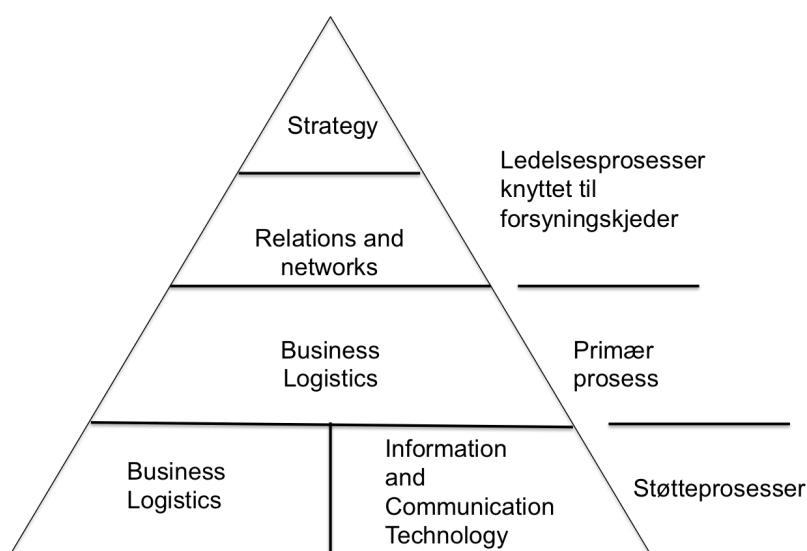 Strategy
Ledelsesprosesser
knyttet til
forsyningskjeder
Relations and
networks
Business
Logistics
Primær
prosess
Business
Logistics
Information
and
Communication
Technology
Støtteprosesser